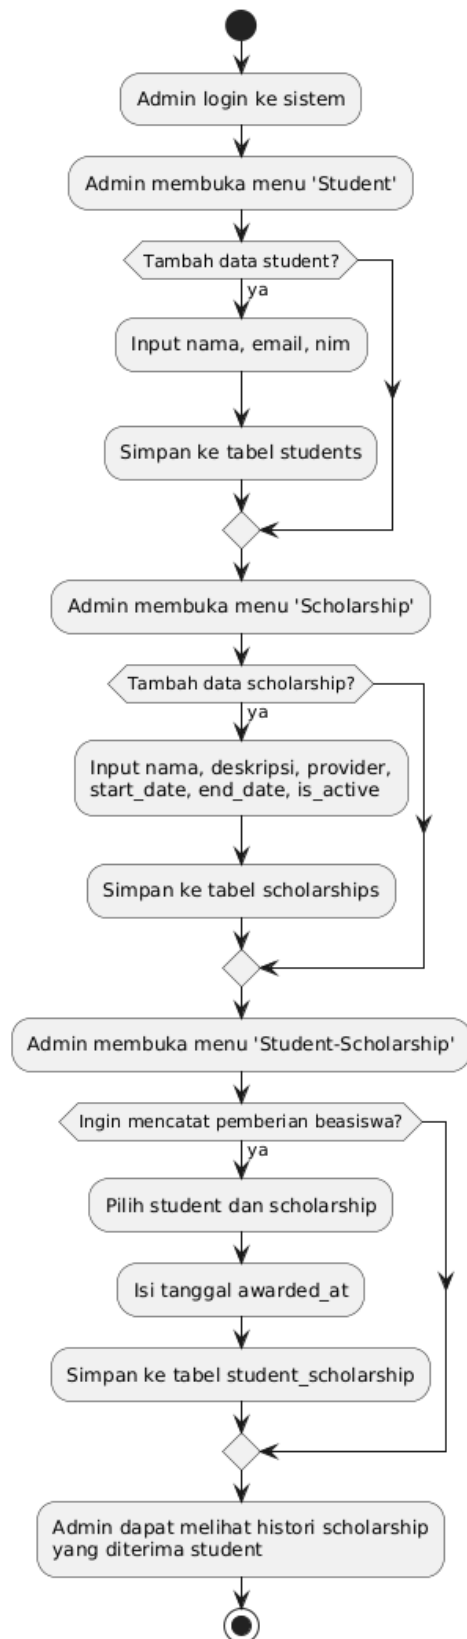 Admin login ke sistem
Admin membuka menu 'Student'
Tambah data student?
ya
Input nama, email, nim
Simpan ke tabel students
Admin membuka menu 'Scholarship'
Tambah data scholarship?
ya
Input nama, deskripsi, provider,
start_date, end_date, is_active
Simpan ke tabel scholarships
Admin membuka menu 'Student-Scholarship'
Ingin mencatat pemberian beasiswa?
ya
Pilih student dan scholarship
Isi tanggal awarded_at
Simpan ke tabel student_scholarship
Admin dapat melihat histori scholarship
yang diterima student